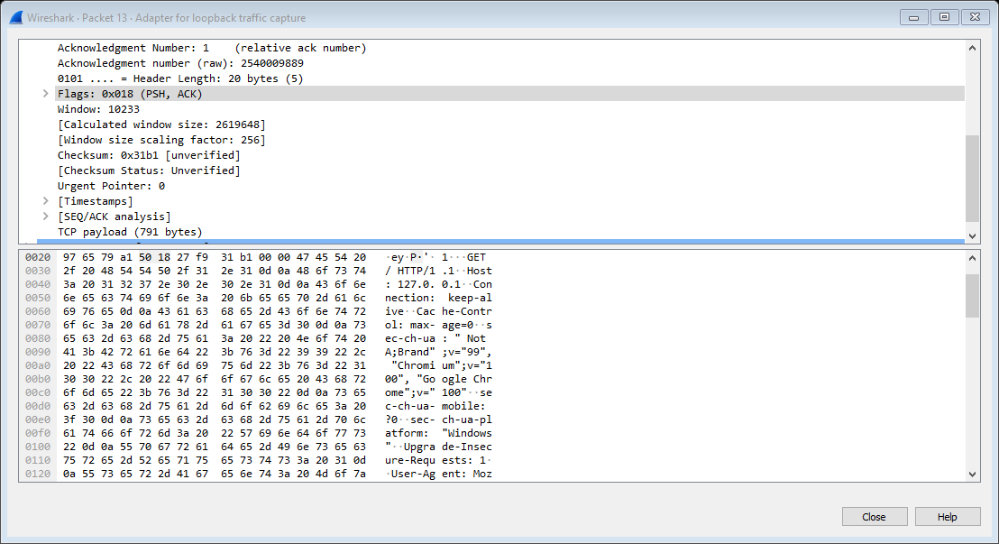 Wireshark · Packet 13 · Adapter for loopback traffic capture
Acknowledgment Number: 1    (relative ack number)
Acknowledgment number (raw): 2540009889
0101 .... = Header Length: 20 bytes (5)
Flags: 0x018 (PSH, ACK)
Window: 10233
[Calculated window size: 2619648]
[Window size scaling factor: 256]
Checksum: 0x31b1 [unverified]
[Checksum Status: Unverified]
Urgent Pointer: 0
[Timestamps]
[SEQ/ACK analysis]
TCP payload (791 bytes)
0020  97 65 79 a1 50 18 27 f9  31 b1 00 00 47 45 54 20   ·ey·P·'· 1···GET 
0030  2f 20 48 54 54 50 2f 31  2e 31 0d 0a 48 6f 73 74   / HTTP/1 .1··Host
0040  3a 20 31 32 37 2e 30 2e  30 2e 31 0d 0a 43 6f 6e   : 127.0. 0.1··Con
0050  6e 65 63 74 69 6f 6e 3a  20 6b 65 65 70 2d 61 6c   nection:  keep-al
0060  69 76 65 0d 0a 43 61 63  68 65 2d 43 6f 6e 74 72   ive··Cac he-Contr
0070  6f 6c 3a 20 6d 61 78 2d  61 67 65 3d 30 0d 0a 73   ol: max- age=0··s
0080  65 63 2d 63 68 2d 75 61  3a 20 22 20 4e 6f 74 20   ec-ch-ua : " Not 
0090  41 3b 42 72 61 6e 64 22  3b 76 3d 22 39 39 22 2c   A;Brand" ;v="99",
00a0  20 22 43 68 72 6f 6d 69  75 6d 22 3b 76 3d 22 31    "Chromi um";v="1
00b0  30 30 22 2c 20 22 47 6f  6f 67 6c 65 20 43 68 72   00", "Go ogle Chr
00c0  6f 6d 65 22 3b 76 3d 22  31 30 30 22 0d 0a 73 65   ome";v=" 100"··se
00d0  63 2d 63 68 2d 75 61 2d  6d 6f 62 69 6c 65 3a 20   c-ch-ua- mobile: 
00e0  3f 30 0d 0a 73 65 63 2d  63 68 2d 75 61 2d 70 6c   ?0··sec- ch-ua-pl
00f0  61 74 66 6f 72 6d 3a 20  22 57 69 6e 64 6f 77 73   atform:  "Windows
0100  22 0d 0a 55 70 67 72 61  64 65 2d 49 6e 73 65 63   "··Upgra de-Insec
0110  75 72 65 2d 52 65 71 75  65 73 74 73 3a 20 31 0d   ure-Requ ests: 1·
0120  0a 55 73 65 72 2d 41 67  65 6e 74 3a 20 4d 6f 7a   ·User-Ag ent: Moz
Close
Help